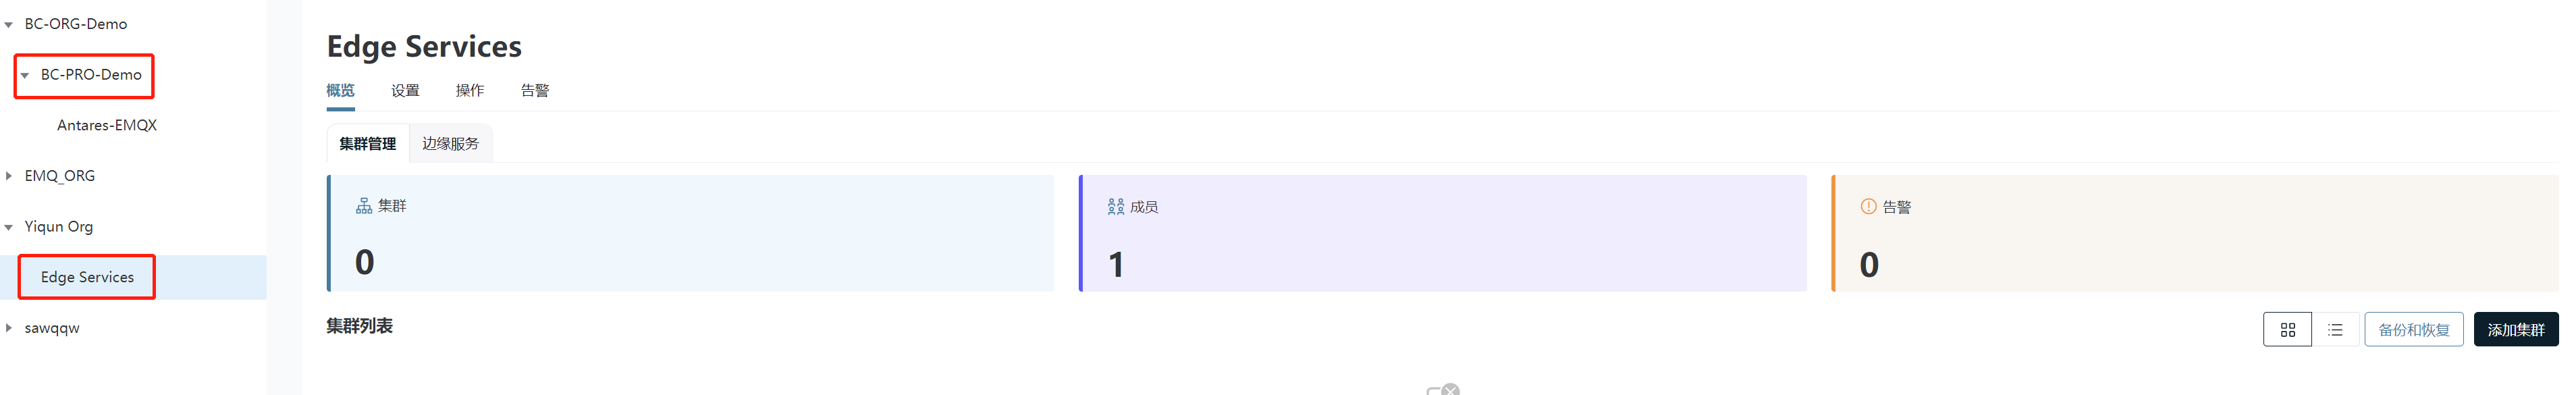 BC-ORG-Demo
BC-PRO-Demo
Antares-EMQX
EMQ_ORG
Yiqun Org
Edge Services
sawqqw
Edge Services
概览 设置 操作 告警
集群管理 边缘服务
集群 成员 告警
0 1 0
集群列表 备份和恢复 添加集群